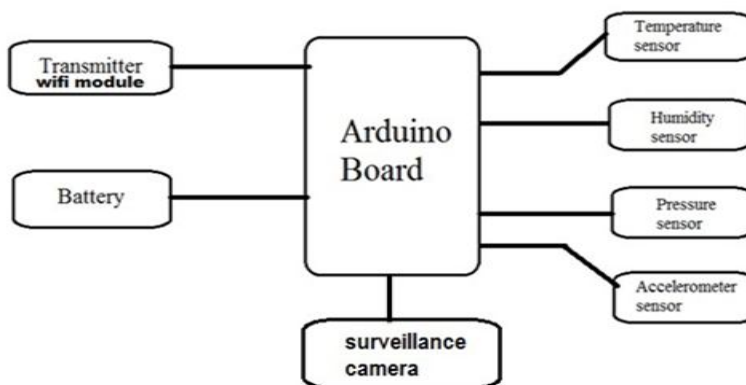 Transmitter
wifi module
Battery
Arduino
Board
surveillance
camera
Temperature
sensor
Humidity
sensor
Pressure
sensor
Accelerometer
sensor